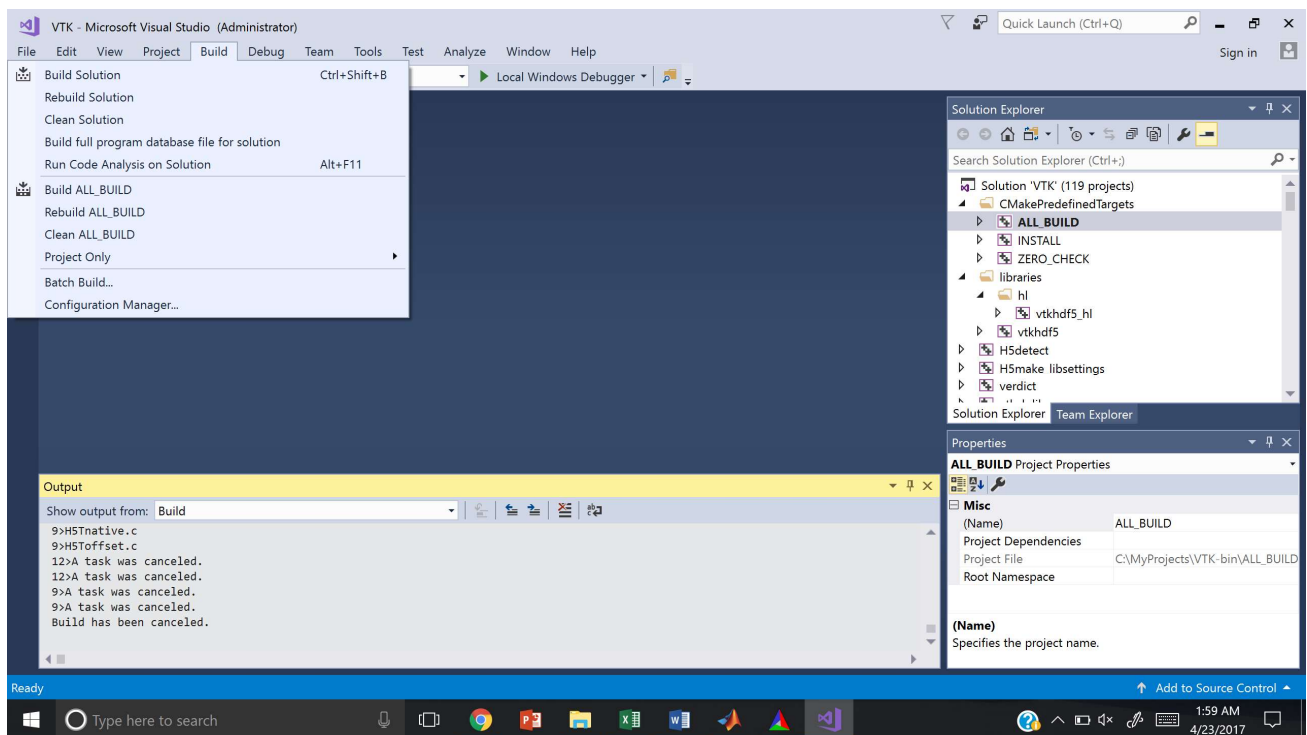 VTK - Microsoft Visual Studio (Administrator)
Quick Launch (Ctrl+Q)
File Edit View Project Build Debug Team Tools Test Analyze Window Help
Sign in
Local Windows Debugger
Build Solution Ctrl+Shift+B
Rebuild Solution
Clean Solution
Build full program database file for solution
Run Code Analysis on Solution Alt+F11
Build ALL_BUILD
Rebuild ALL_BUILD
Clean ALL_BUILD
Project Only
Batch Build...
Configuration Manager...
Solution Explorer
Search Solution Explorer (Ctrl+;)
Solution 'VTK' (119 projects)
CMakePredefinedTargets
ALL_BUILD
INSTALL
ZERO_CHECK
libraries
hl
vtkhdf5_hl
vtkhdf5
H5detect
H5make libsettings
verdict
Solution Explorer Team Explorer
Properties
ALL_BUILD Project Properties
Misc
(Name) ALL_BUILD
Project Dependencies
Project File C:\MyProjects\VTK-bin\ALL_BUILD
Root Namespace
(Name)
Specifies the project name.
Output
Show output from: Build
9>H5Tnative.c
9>H5Toffset.c
12>A task was canceled.
12>A task was canceled.
9>A task was canceled.
9>A task was canceled.
Build has been canceled.
Ready
Add to Source Control
Type here to search
1:59 AM
4/23/2017